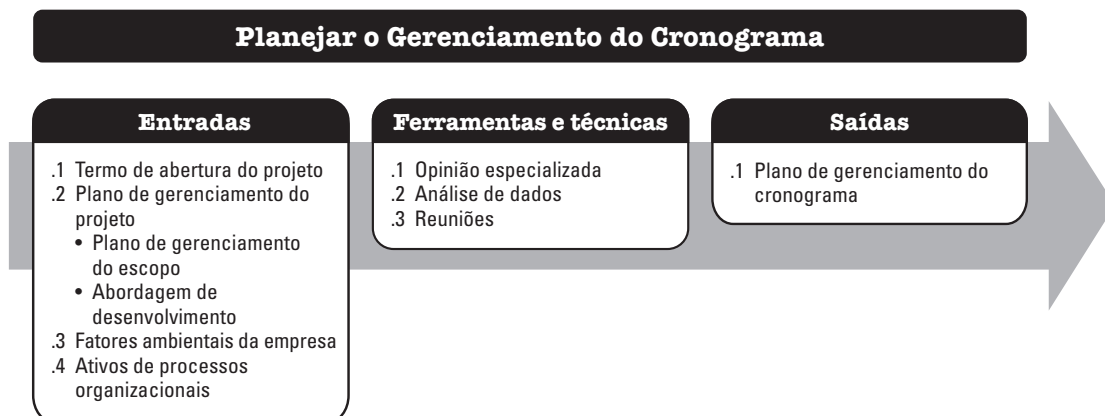 Planejar o Gerenciamento do Cronograma
Entradas
.1 Termo de abertura do projeto
.2 Plano de gerenciamento do
projeto
• Plano de gerenciamento
do escopo
• Abordagem de
desenvolvimento
.3 Fatores ambientais da empresa
.4 Ativos de processos
organizacionais
Ferramentas e técnicas
.1 Opinião especializada
.2 Análise de dados
.3 Reuniões
Saídas
.1 Plano de gerenciamento do
cronograma